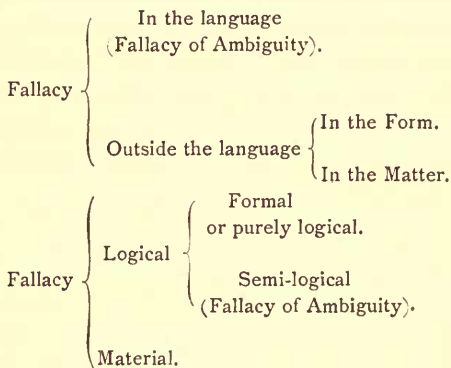 In the language
(Fallacy of Ambiguity).
Fallacy
In the Form.
Outside the language
In the Matter.
Formal
or purely logical.
Logical
Semi-logical
Fallacy
(Fallacy of Ambiguity).
Material.